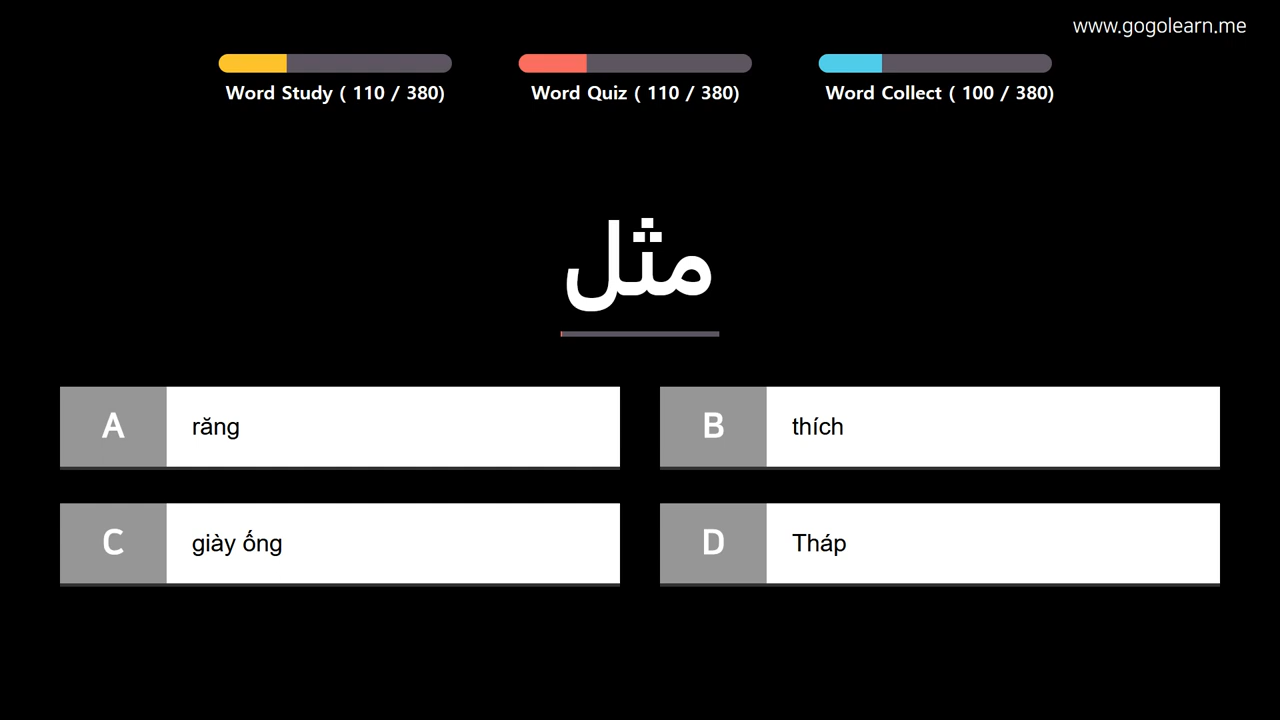 www.gogolearn.me
Word Study ( 110 / 380)
Word Quiz ( 110 / 380)
Word Collect ( 100 / 380)
مثل
A răng
B thích
C giày ống
D Tháp